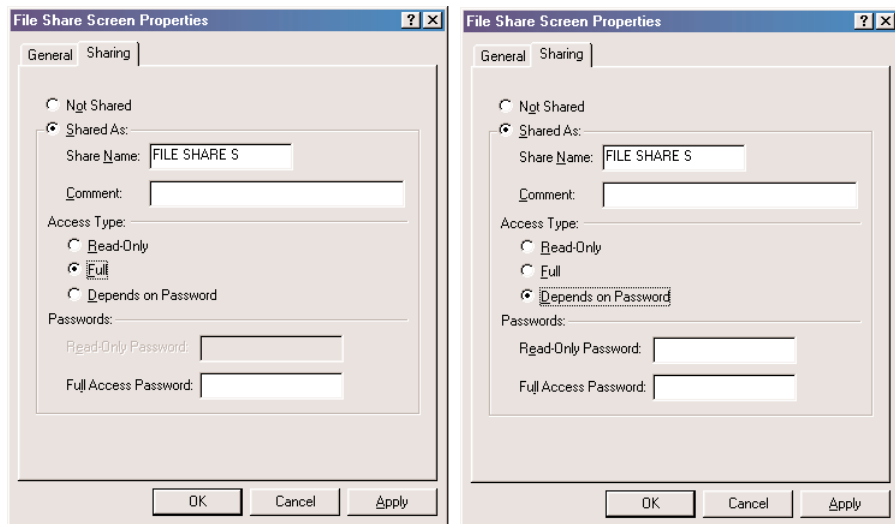 File Share Screen Properties
General Sharing
Not Shared
Shared As:
Share Name: FILE SHARE S
Comment:
Access Type:
Read-Only
Full
Depends on Password
Passwords:
Read-Only Password:
Full Access Password:
OK Cancel Apply
File Share Screen Properties
General Sharing
Not Shared
Shared As:
Share Name: FILE SHARE S
Comment:
Access Type:
Read-Only
Full
Depends on Password
Passwords:
Read-Only Password:
Full Access Password:
OK Cancel Apply